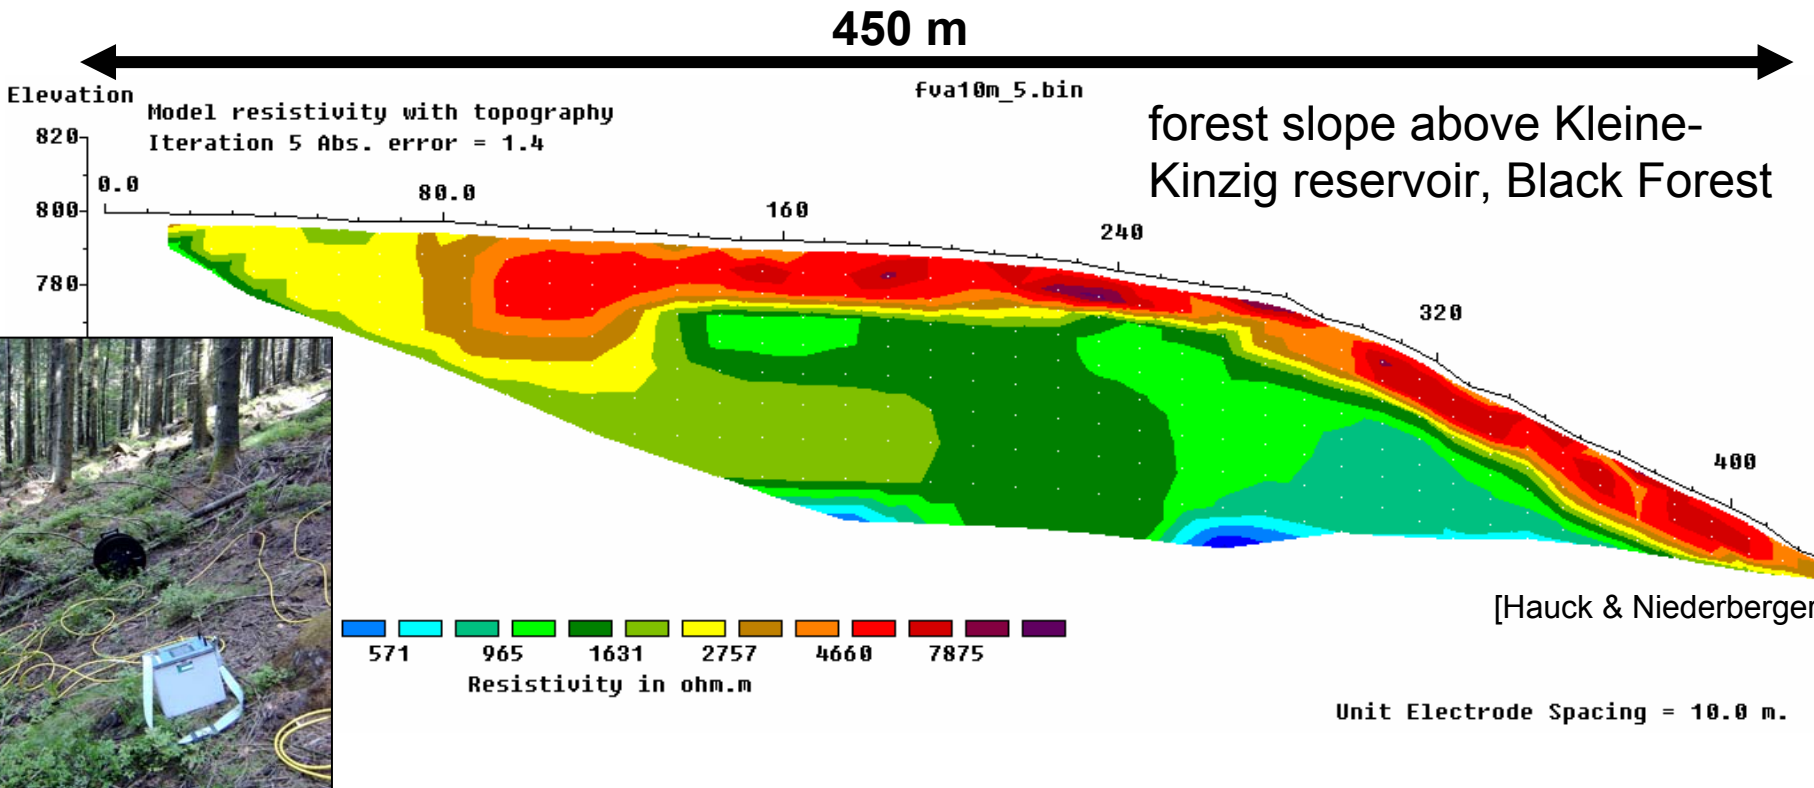 450 m
Elevation
fva10m_5.bin
Model resistivity with topography
Iteration 5 Abs. error = 1.4
forest slope above Kleine-
Kinzig reservoir, Black Forest
820
800
780
0.0
80.0
160
240
320
400
[Hauck & Niederberger
571 965 1631 2757 4660 7875
Resistivity in ohm.m
Unit Electrode Spacing = 10.0 m.